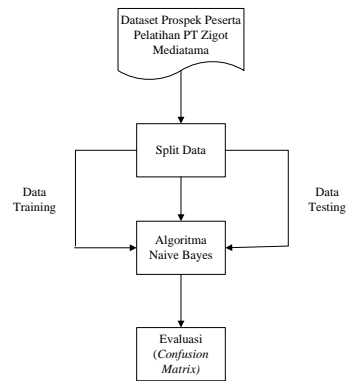 Dataset Prospek Peserta
Pelatihan PT Zigot
Mediatama
Split Data
Data
Training
Data
Testing
Algoritma
Naive Bayes
Evaluasi
(Confusion
Matrix)